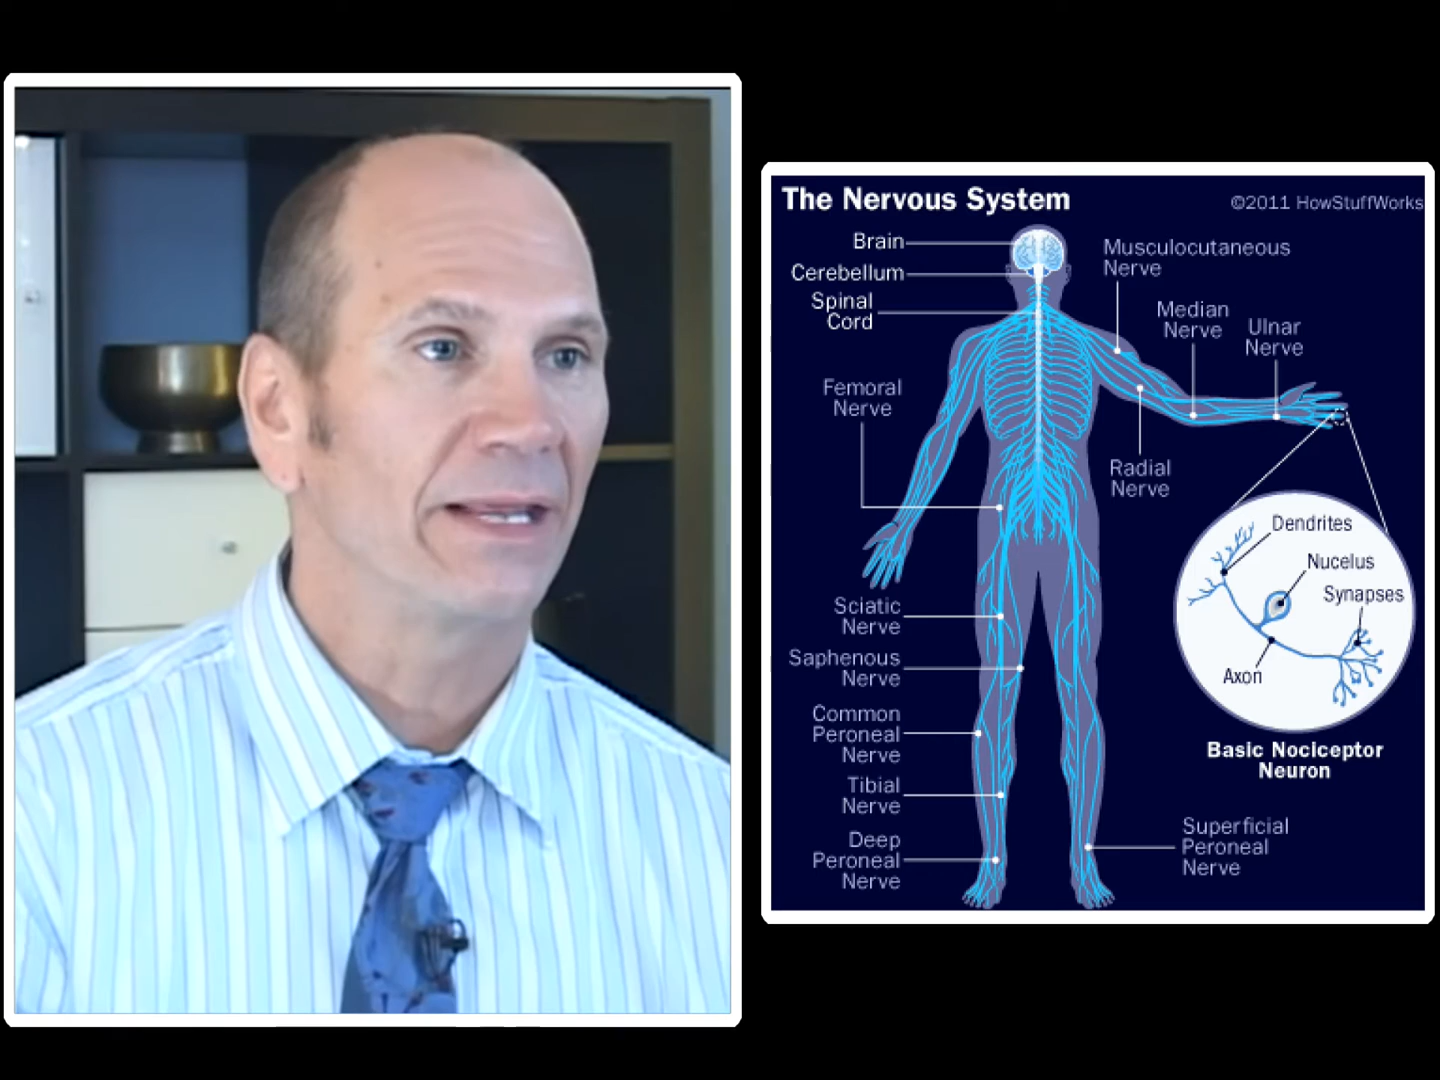 The Nervous System
©2011 HowStuffWorks
Brain
Cerebellum
Spinal
Cord
Musculocutaneous
Nerve
Median
Nerve
Ulnar
Nerve
Femoral
Nerve
Radial
Nerve
Dendrites
Nucelus
Synapses
Axon
Basic Nociceptor
Neuron
Sciatic
Nerve
Saphenous
Nerve
Common
Peroneal
Nerve
Tibial
Nerve
Deep
Peroneal
Nerve
Superficial
Peroneal
Nerve